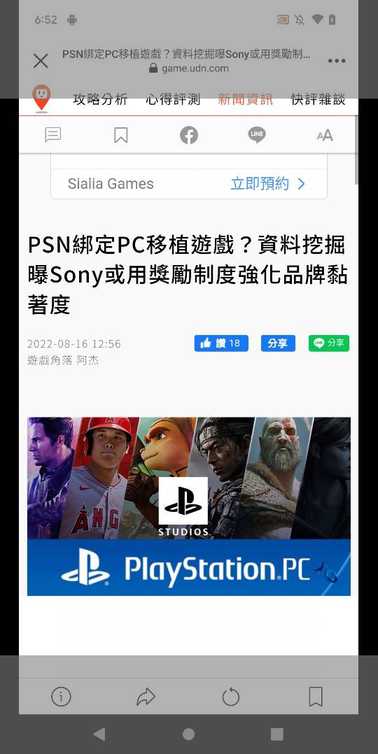 6:52
PSN綁定PC移植遊戲？資料挖掘曝Sony或用獎勵制...
game.udn.com
攻略分析 心得評測 新聞資訊 快評雜談
AA
Sialia Games 立即預約
PSN綁定PC移植遊戲？資料挖掘
曝Sony或用獎勵制度強化品牌黏
著度
2022-08-16 12:56
讚 18 分享 分享
遊戲角落 阿杰
ANG
STUDIOS
PlayStation.PC